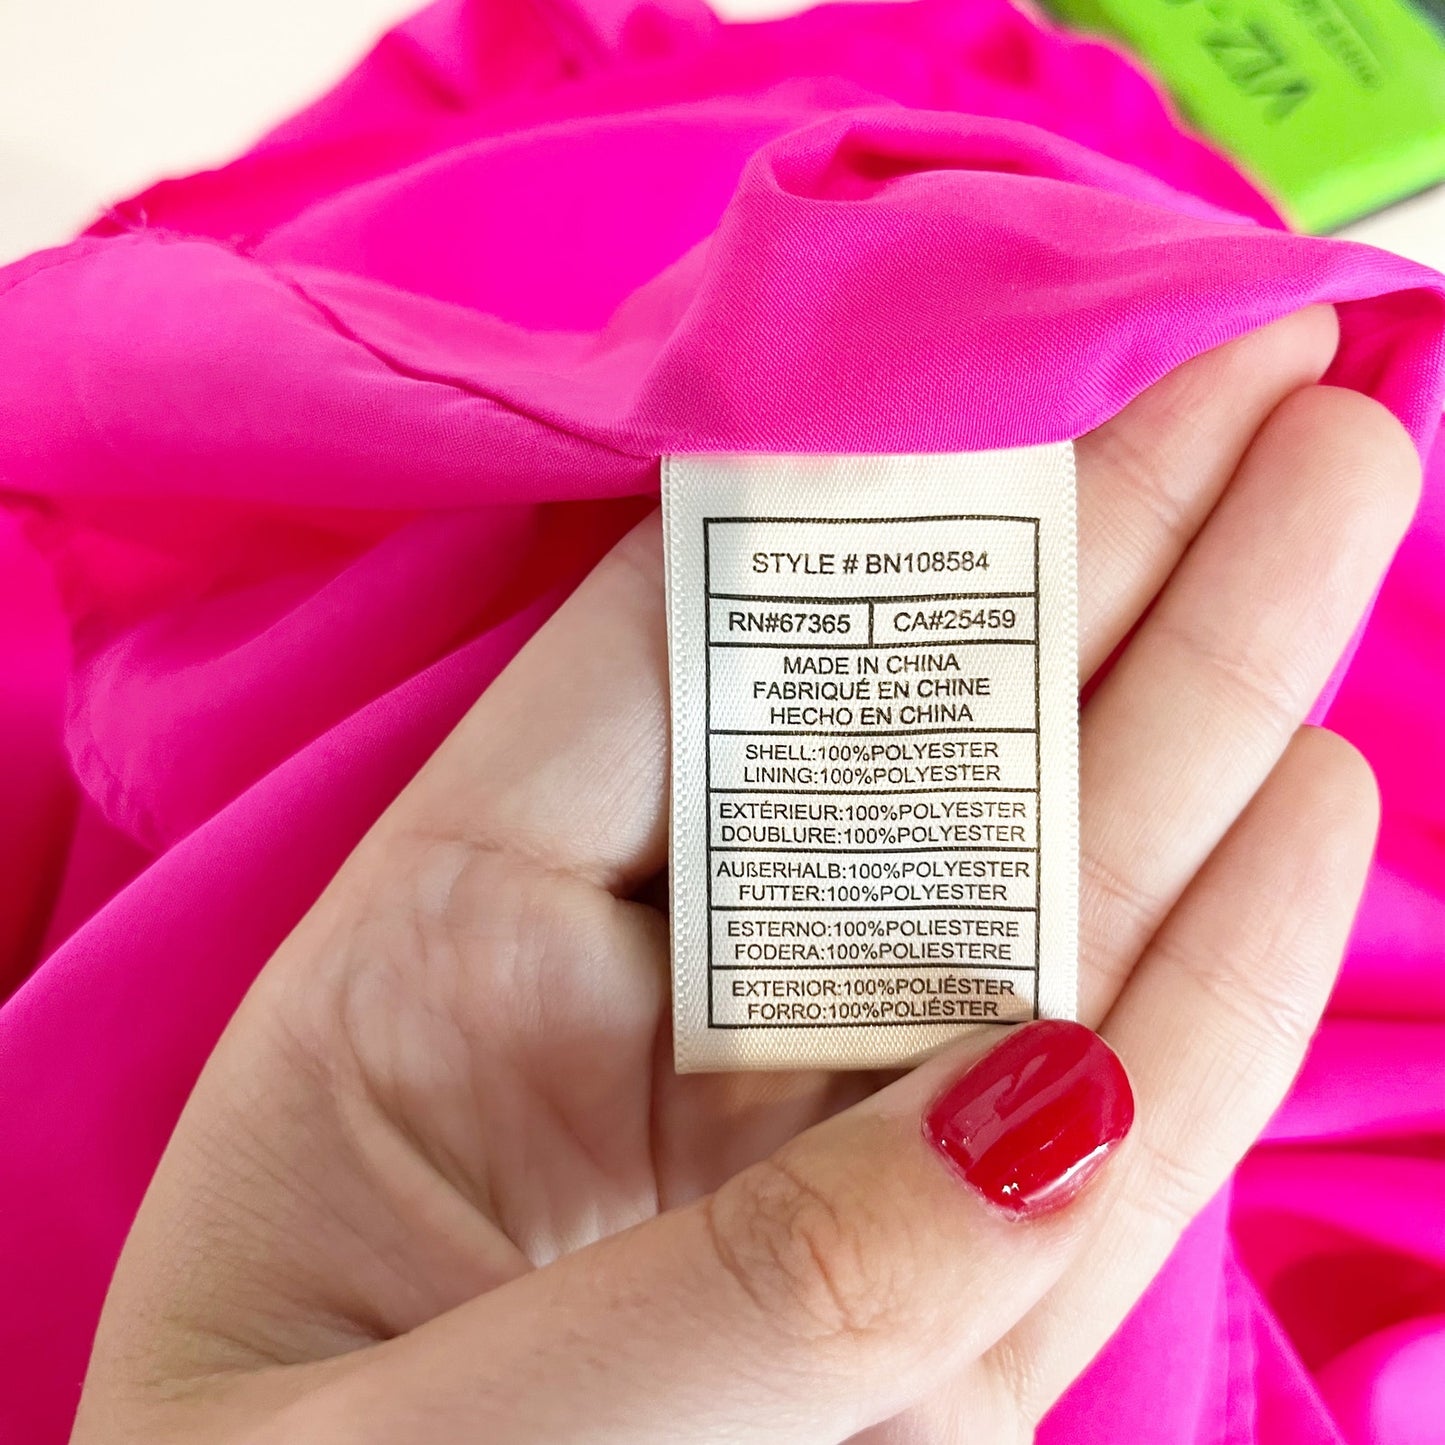 STYLE # BN108584
RN#67365 CA#25459
MADE IN CHINA
FABRIQUÉ EN CHINE
HECHO EN CHINA
SHELL:100%POLYESTER
LINING:100%POLYESTER
EXTÉRIEUR:100%POLYESTER
DOUBLURE:100%POLYESTER
AUßERHALB:100%POLYESTER
FUTTER:100%POLYESTER
ESTERNO:100%POLIESTERE
FODERA:100%POLIESTERE
EXTERIOR:100%POLIÉSTER
FORRO:100%POLIÉSTER